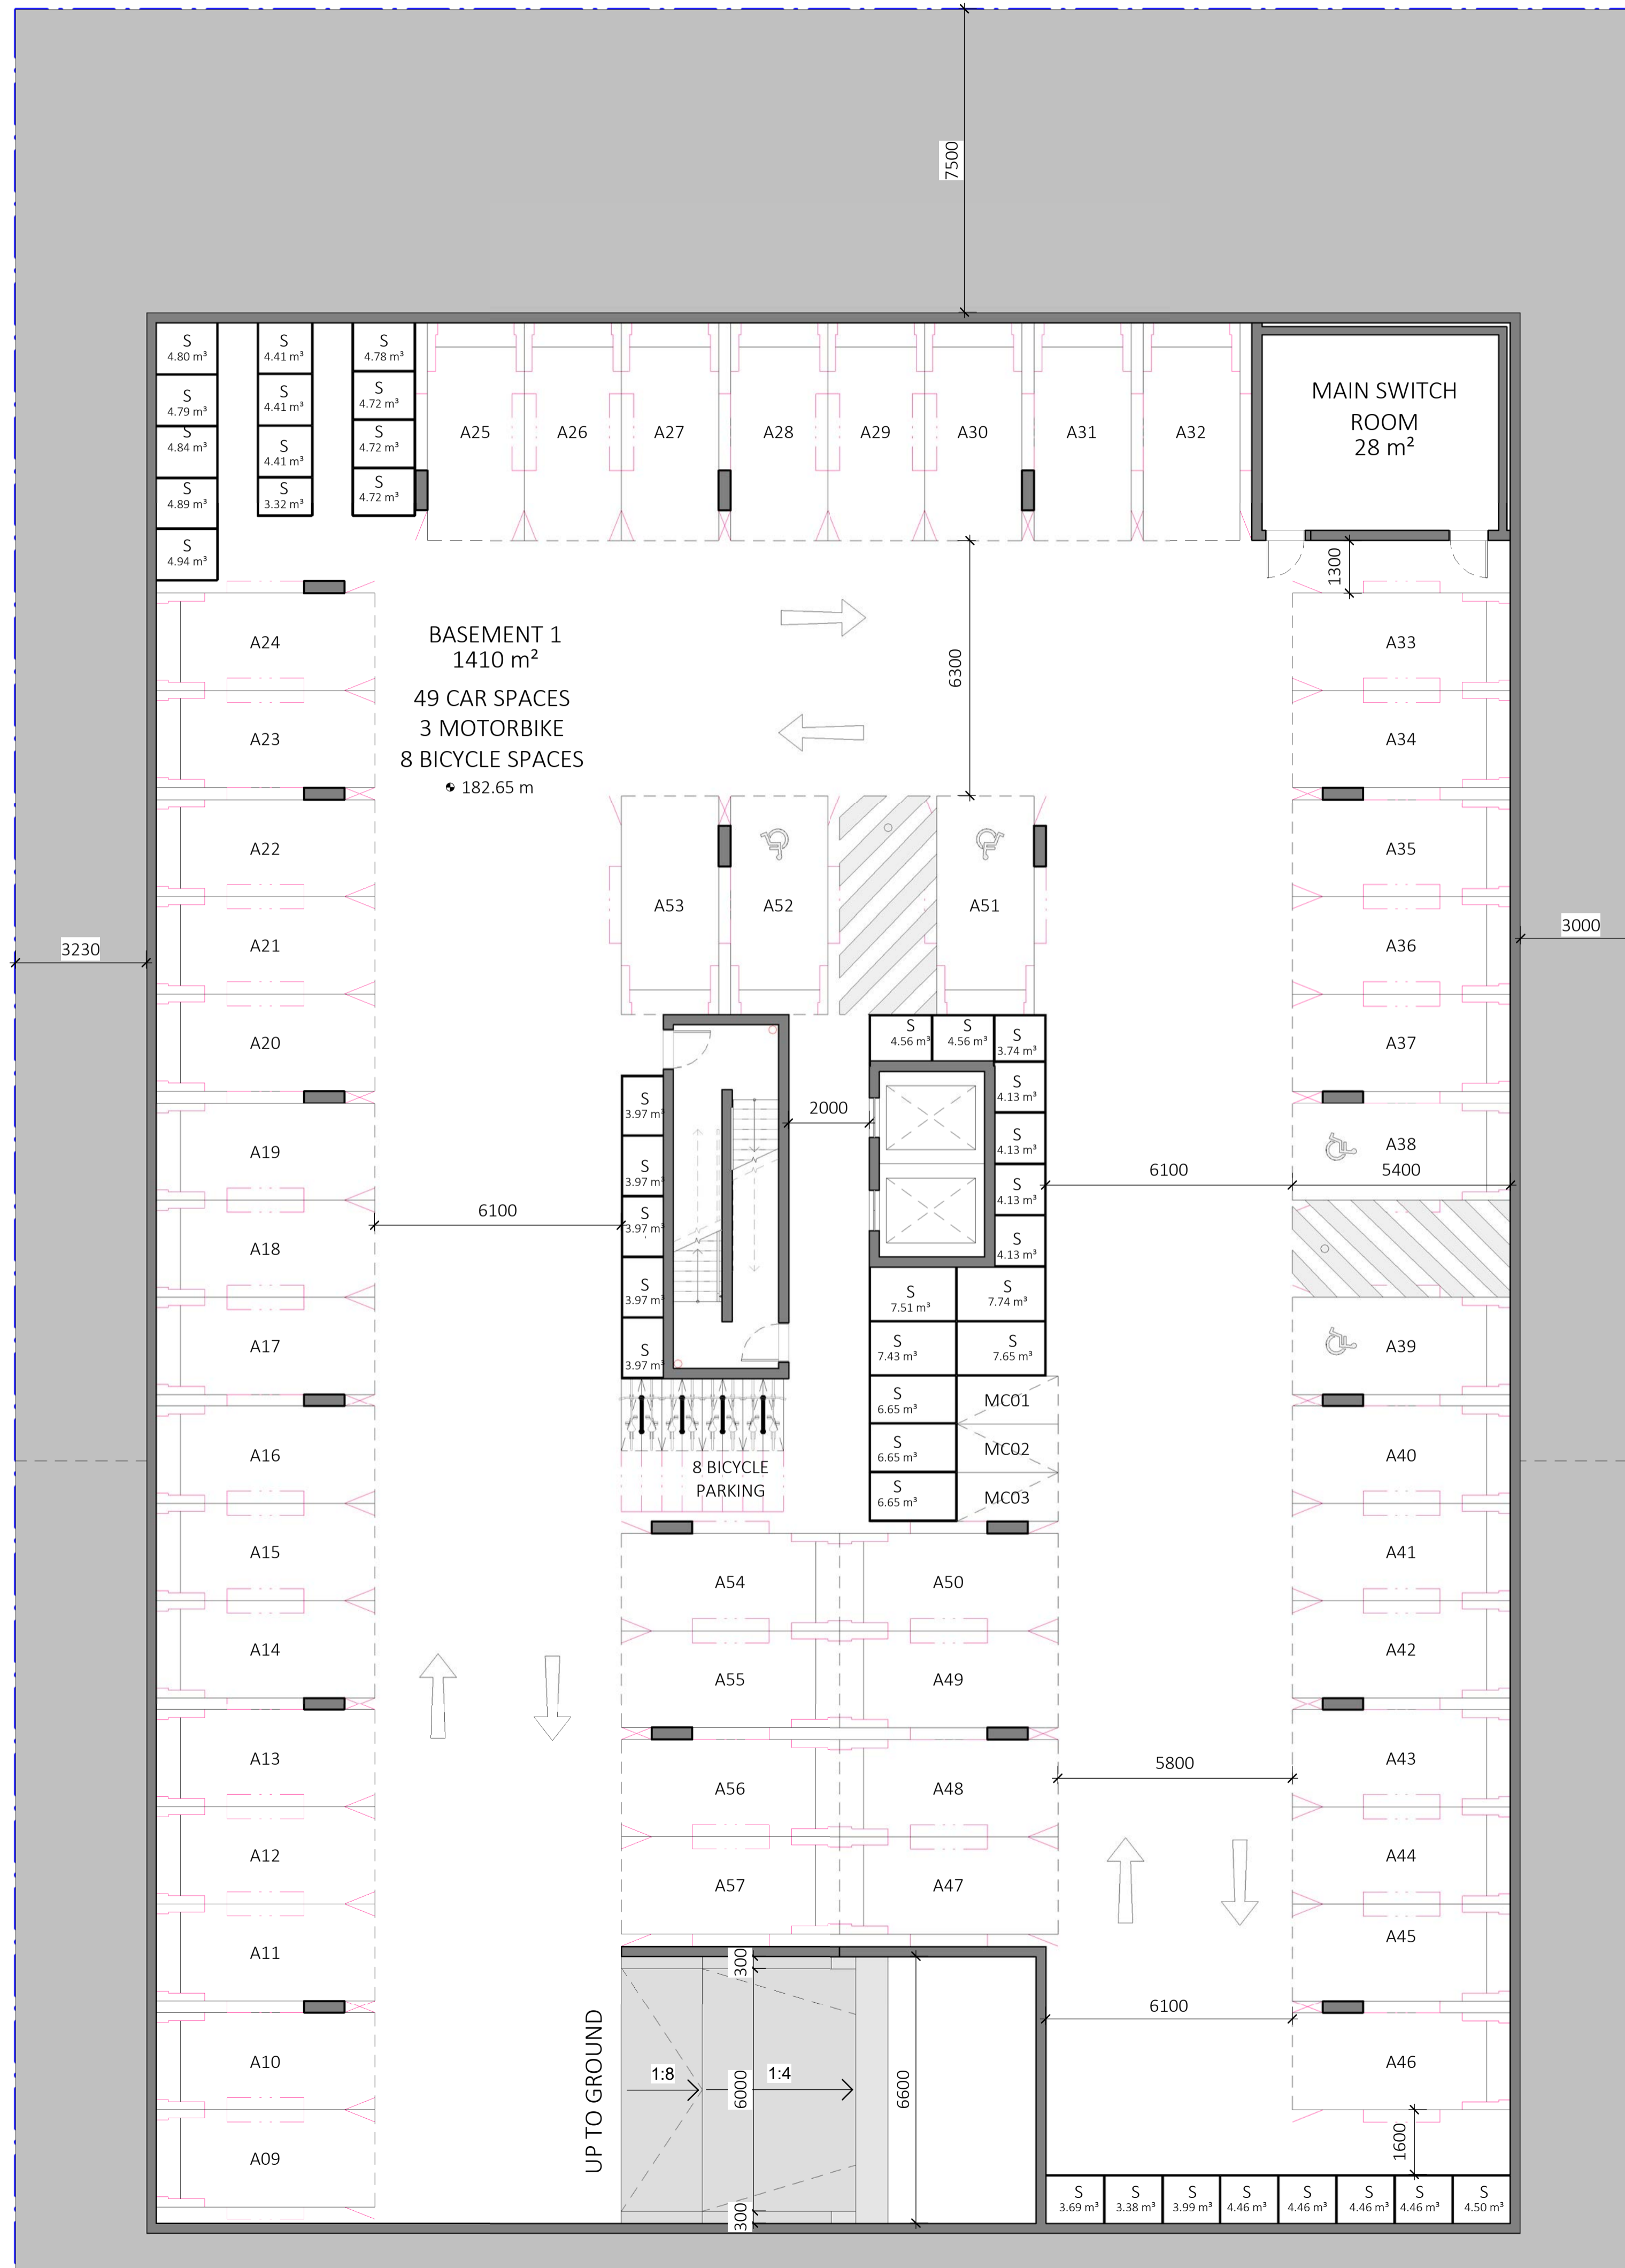 7500
S
4.80 m³
S
4.41 m³
S
4.78 m³
S
4.79 m³
S
4.41 m³
S
4.72 m³
S
4.84 m³
S
4.41 m³
S
4.72 m³
S
4.89 m³
S
3.32 m³
S
4.72 m³
S
4.94 m³
A25
A26
A27
A28
A29
A30
A31
A32
MAIN SWITCH
ROOM
28 m²
1300
6300
BASEMENT 1
1410 m²
49 CAR SPACES
3 MOTORBIKE
8 BICYCLE SPACES
182.65 m
A24
A23
A22
A21
A20
A19
A18
A17
A16
A15
A14
A13
A12
A11
A10
A09
3230
3000
A33
A34
A35
A36
A37
A38
A39
A40
A41
A42
A43
A44
A45
A46
A53
A52
A51
S
4.56 m³
S
4.56 m³
S
3.74 m³
S
4.13 m³
S
4.13 m³
S
4.13 m³
S
4.13 m³
S
3.97 m³
S
3.97 m³
S
3.97 m³
S
3.97 m³
S
3.97 m³
2000
6100
6100
5400
S
7.51 m³
S
7.74 m³
S
7.43 m³
S
7.65 m³
S
6.65 m³
MC01
S
6.65 m³
MC02
S
6.65 m³
MC03
8 BICYCLE
PARKING
A54
A50
A55
A49
A56
A48
A57
A47
5800
6100
300
6000
300
6600
1:8
1:4
UP TO GROUND
1600
S
3.69 m³
S
3.38 m³
S
3.99 m³
S
4.46 m³
S
4.46 m³
S
4.46 m³
S
4.46 m³
S
4.50 m³